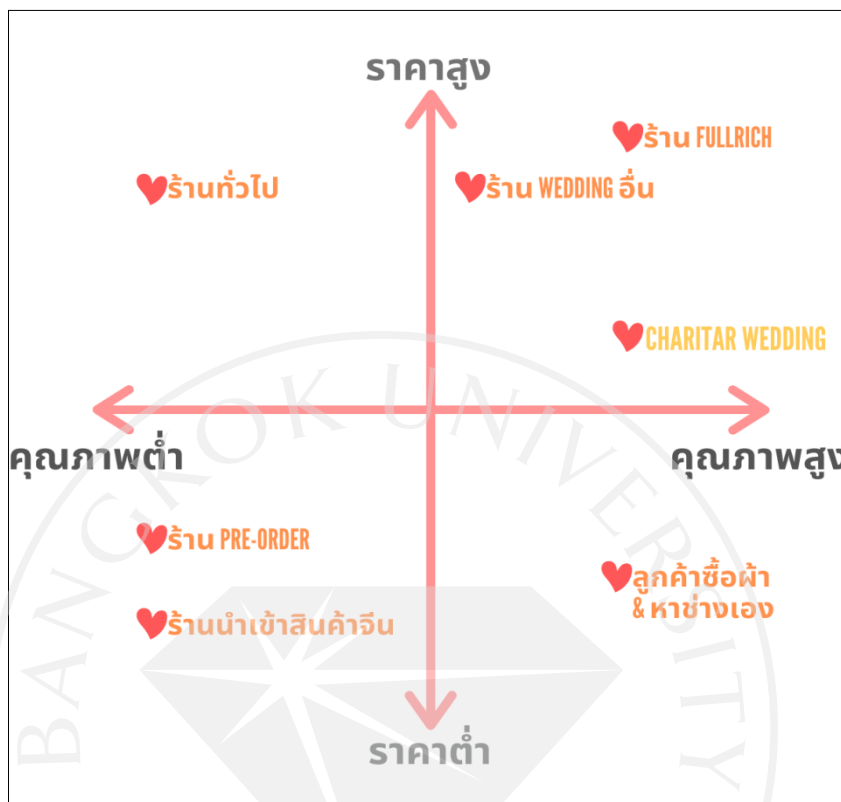 ราคาสูง
ร้าน FULLRICH
ร้านทั่วไป
ร้าน WEDDING อื่น
CHARITAR WEDDING
คุณภาพต่ำ
คุณภาพสูง
ร้าน PRE-ORDER
ลูกค้าซื้อผ้า
& หาช่างเอง
ร้านนำเข้าสินค้าจีน
ราคาต่ำ
BANGKOK UNIVERSITY